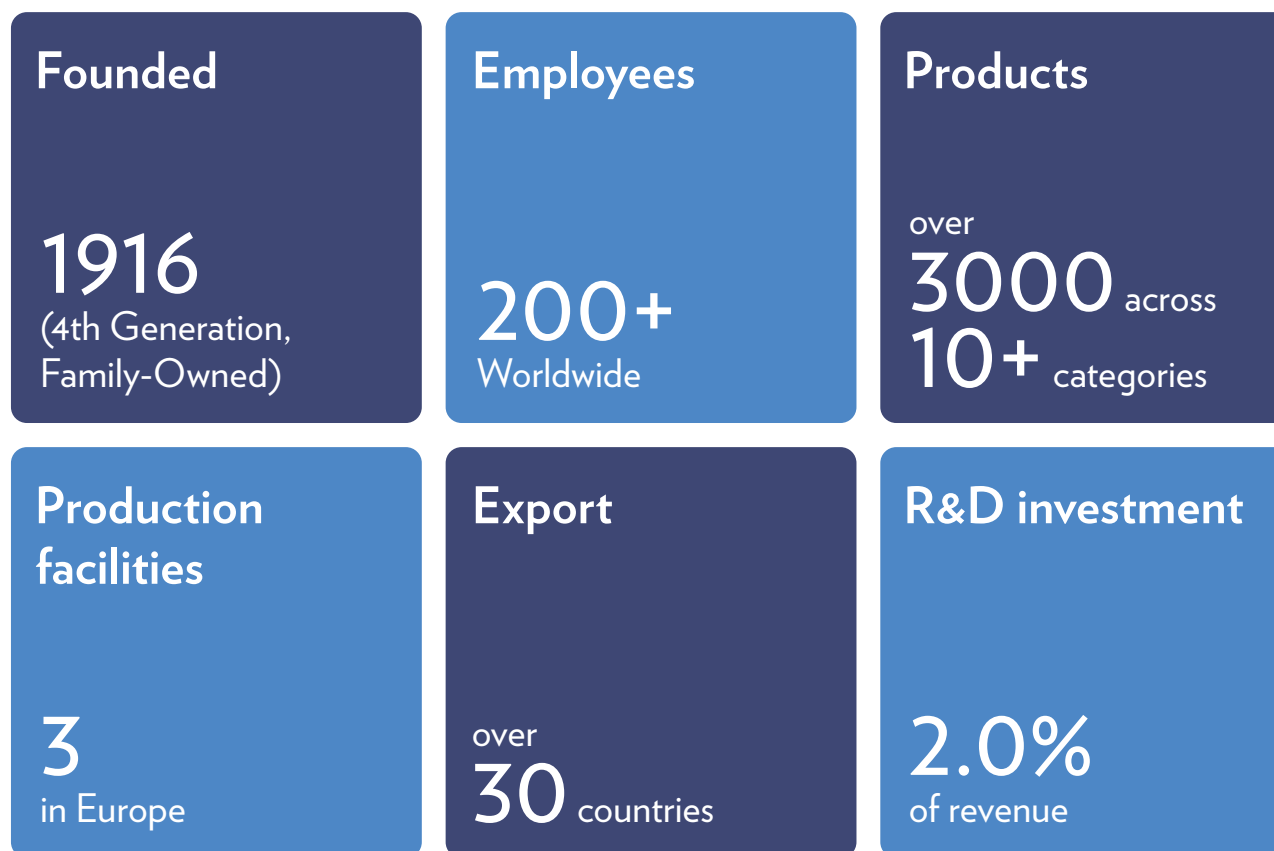 Founded
1916
(4th Generation,
Family-Owned)
Employees
200+
Worldwide
Products
over
3000 across
10+ categories
Production
facilities
3
in Europe
Export
over
30 countries
R&D investment
2.0%
of revenue